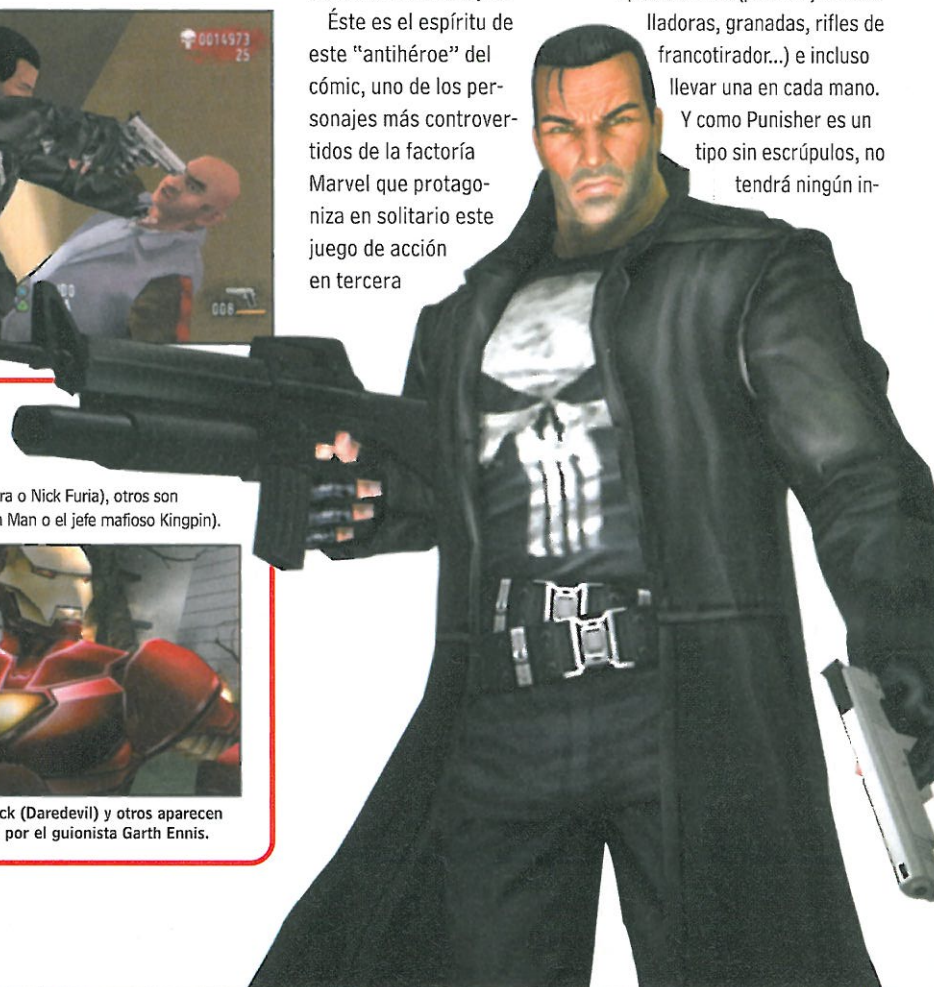 0014973
25
008
ra o Nick Furia), otros son
Man o el jefe mafioso Kingpin).
ck (Daredevil) y otros aparecen
por el guionista Garth Ennis.
Éste es el espíritu de
este “antihéroe” del
cómic, uno de los per-
sonajes más controver-
tidos de la factoría
Marvel que protago-
niza en solitario este
juego de acción
en tercera
lladoras, granadas, rifles de
francotirador...) e incluso
llevar una en cada mano.
Y como Punisher es un
tipo sin escrúpulos, no
tendrá ningún in-